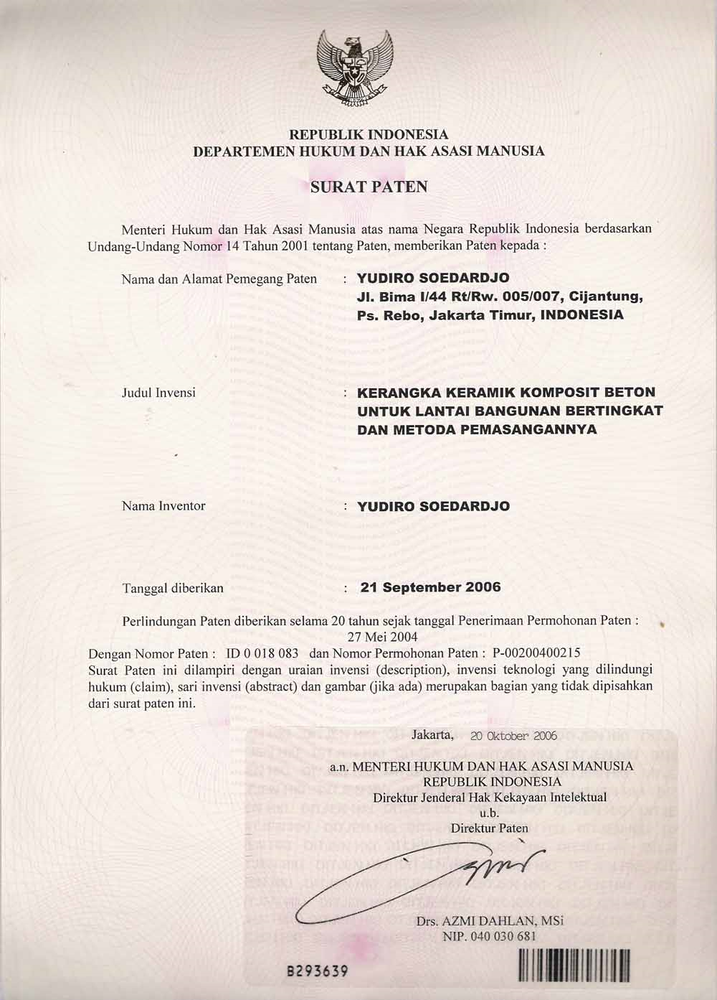 REPUBLIK INDONESIA
DEPARTEMEN HUKUM DAN HAK ASASI MANUSIA
SURAT PATEN
Menteri Hukum dan Hak Asasi Manusia atas nama Negara Republik Indonesia berdasarkan
Undang-Undang Nomor 14 Tahun 2001 tentang Paten, memberikan Paten kepada :
Nama dan Alamat Pemegang Paten : YUDIRO SOEDARDJO
Jl. Bima I/44 Rt/Rw. 005/007, Cijantung,
Ps. Rebo, Jakarta Timur, INDONESIA
Judul Invensi : KERANGKA KERAMIK KOMPOSIT BETON
UNTUK LANTAI BANGUNAN BERTINGKAT
DAN METODA PEMASANGANNYA
Nama Inventor : YUDIRO SOEDARDJO
Tanggal diberikan : 21 September 2006
Perlindungan Paten diberikan selama 20 tahun sejak tanggal Penerimaan Permohonan Paten :
27 Mei 2004
Dengan Nomor Paten : ID 0 018 083 dan Nomor Permohonan Paten : P-00200400215
Surat Paten ini dilampiri dengan uraian invensi (description), invensi teknologi yang dilindungi
hukum (claim), sari invensi (abstract) dan gambar (jika ada) merupakan bagian yang tidak dipisahkan
dari surat paten ini.
Jakarta, 20 Oktober 2006
a.n. MENTERI HUKUM DAN HAK ASASI MANUSIA
REPUBLIK INDONESIA
Direktur Jenderal Hak Kekayaan Intelektual
u.b.
Direktur Paten
Drs. AZMI DAHLAN, MSi
NIP. 040 030 681
B293639